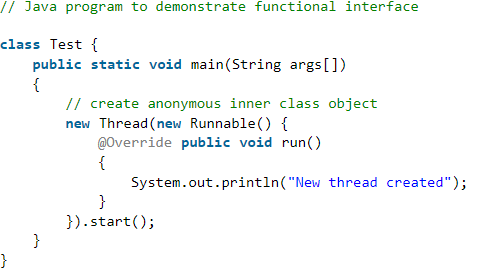 // Java program to demonstrate functional interface
class Test {
    public static void main(String args[])
    {
        // create anonymous inner class object
        new Thread(new Runnable() {
            @Override public void run()
            {
                System.out.println("New thread created");
            }
        }).start();
    }
}